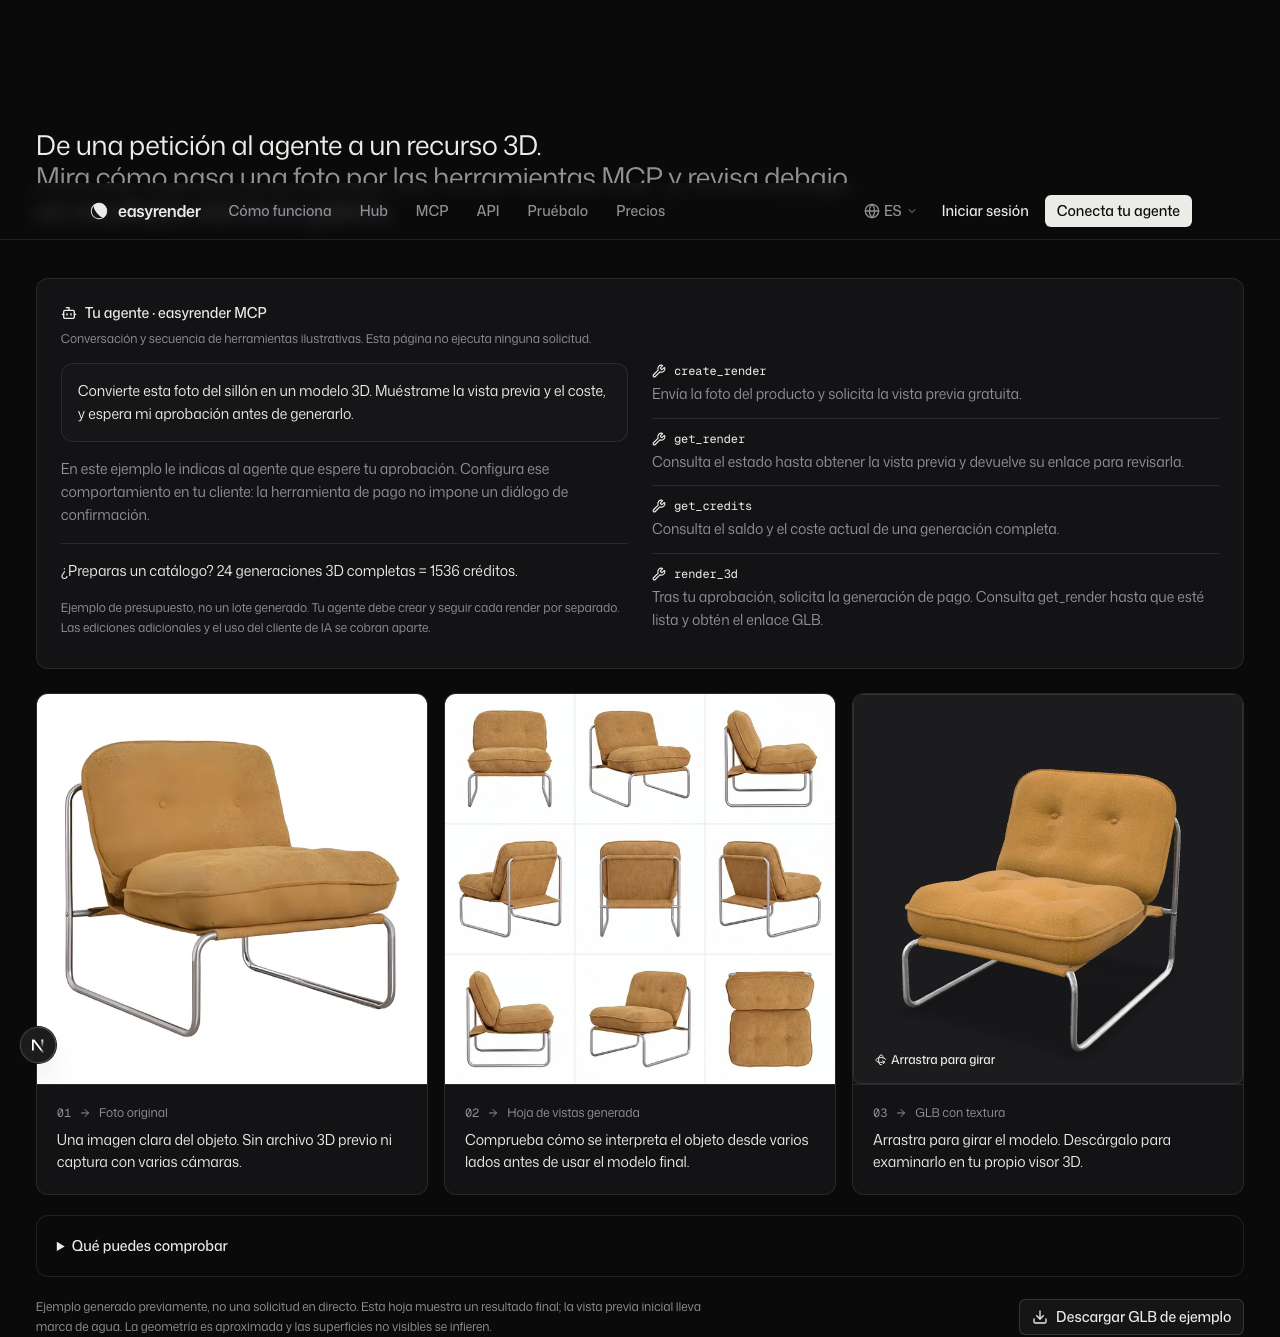 De una petición al agente a un recurso 3D.
Mira cómo pasa una foto por las herramientas MCP y revisa debajo
easyrender Cómo funciona Hub MCP API Pruébalo Precios ES Iniciar sesión Conecta tu agente
Tu agente · easyrender MCP
Conversación y secuencia de herramientas ilustrativas. Esta página no ejecuta ninguna solicitud.
Convierte esta foto del sillón en un modelo 3D. Muéstrame la vista previa y el coste,
y espera mi aprobación antes de generarlo.
En este ejemplo le indicas al agente que espere tu aprobación. Configura ese
comportamiento en tu cliente: la herramienta de pago no impone un diálogo de
confirmación.
¿Preparas un catálogo? 24 generaciones 3D completas = 1536 créditos.
Ejemplo de presupuesto, no un lote generado. Tu agente debe crear y seguir cada render por separado.
Las ediciones adicionales y el uso del cliente de IA se cobran aparte.
create_render
Envía la foto del producto y solicita la vista previa gratuita.
get_render
Consulta el estado hasta obtener la vista previa y devuelve su enlace para revisarla.
get_credits
Consulta el saldo y el coste actual de una generación completa.
render_3d
Tras tu aprobación, solicita la generación de pago. Consulta get_render hasta que esté
lista y obtén el enlace GLB.
N
Arrastra para girar
01 → Foto original
Una imagen clara del objeto. Sin archivo 3D previo ni
captura con varias cámaras.
02 → Hoja de vistas generada
Comprueba cómo se interpreta el objeto desde varios
lados antes de usar el modelo final.
03 → GLB con textura
Arrastra para girar el modelo. Descárgalo para
examinarlo en tu propio visor 3D.
Qué puedes comprobar
Ejemplo generado previamente, no una solicitud en directo. Esta hoja muestra un resultado final; la vista previa inicial lleva
marca de agua. La geometría es aproximada y las superficies no visibles se infieren.
Descargar GLB de ejemplo